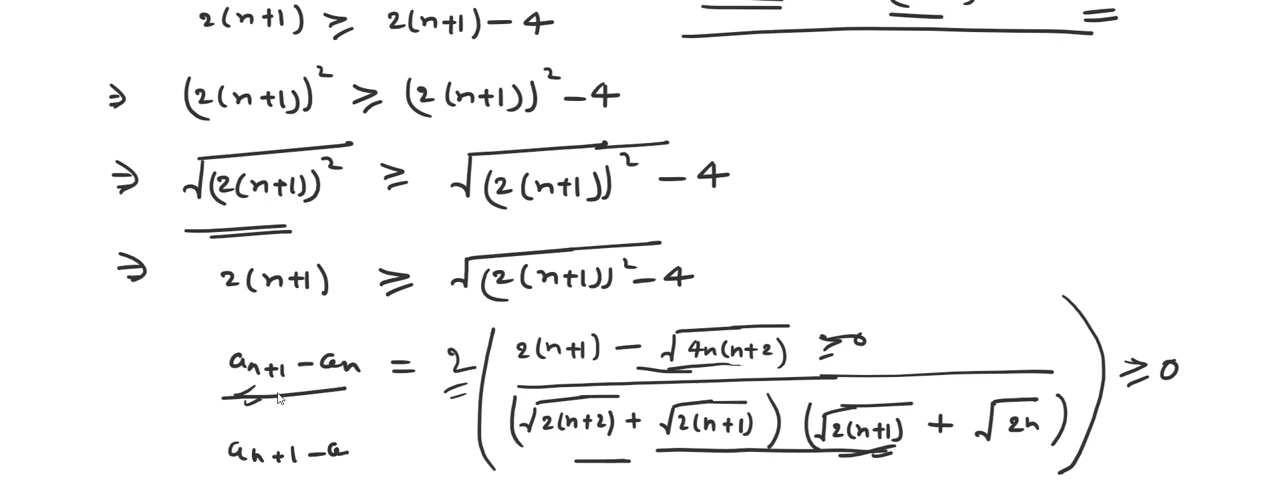 2(n+1) ≥ 2(n+1) - 4
⇒ (2(n+1))² ≥ (2(n+1))² - 4
⇒ √(2(n+1))² ≥ √(2(n+1))² - 4
⇒ 2(n+1) ≥ √(2(n+1))² - 4
aₙ₊₁ - aₙ = 2 ( (2(n+1) - √4n(n+2) ≥ 0) / ((√2(n+2) + √2(n+1)) (√2(n+1) + √2n)) ) ≥ 0
aₙ₊₁ - a